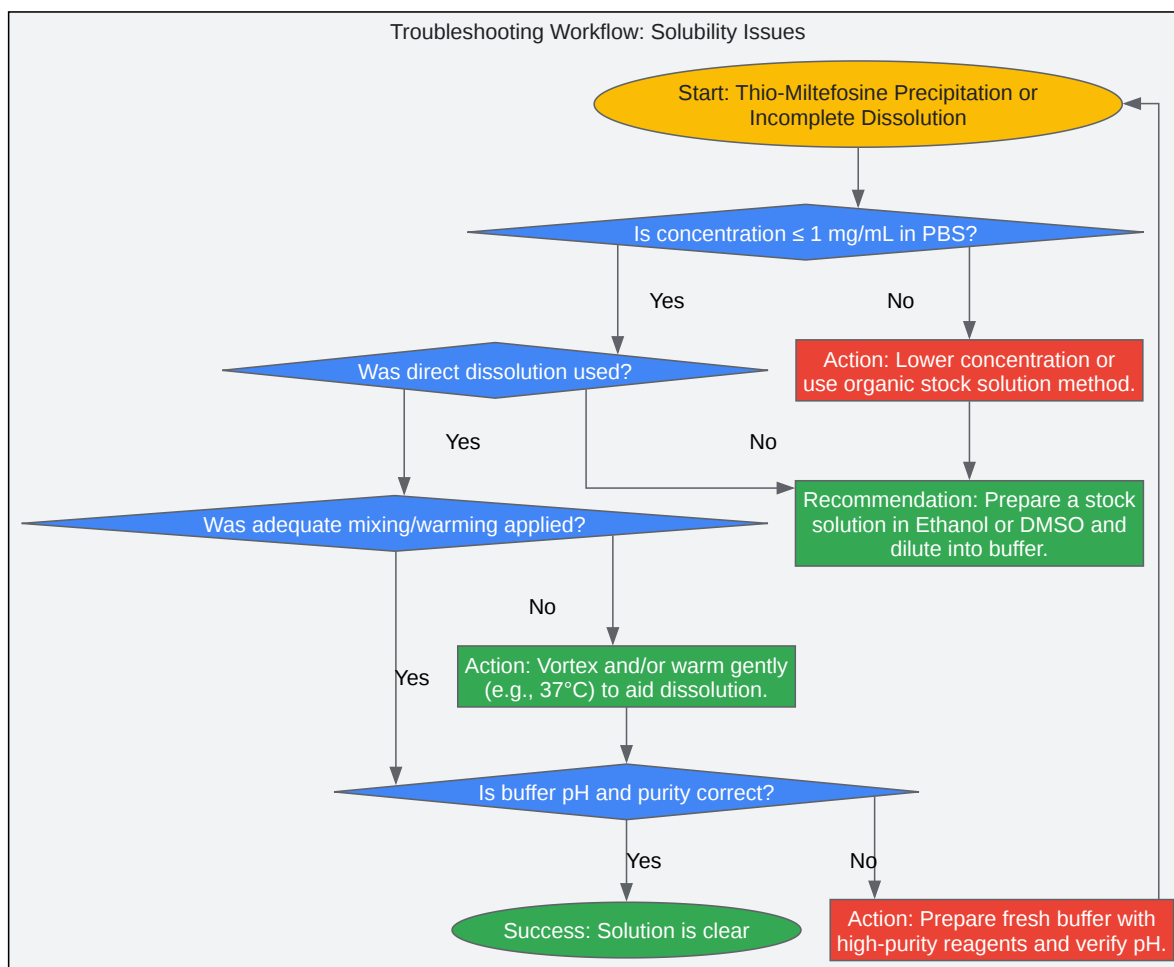 Troubleshooting Workflow: Solubility Issues
Start: Thio-Miltefosine Precipitation or
Incomplete Dissolution
Is concentration ≤ 1 mg/mL in PBS?
Yes
No
Was direct dissolution used?
Action: Lower concentration or
use organic stock solution method.
Yes
No
Was adequate mixing/warming applied?
Recommendation: Prepare a stock
solution in Ethanol or DMSO and
dilute into buffer.
No
Yes
Action: Vortex and/or warm gently
(e.g., 37°C) to aid dissolution.
Is buffer pH and purity correct?
Yes
No
Success: Solution is clear
Action: Prepare fresh buffer with
high-purity reagents and verify pH.